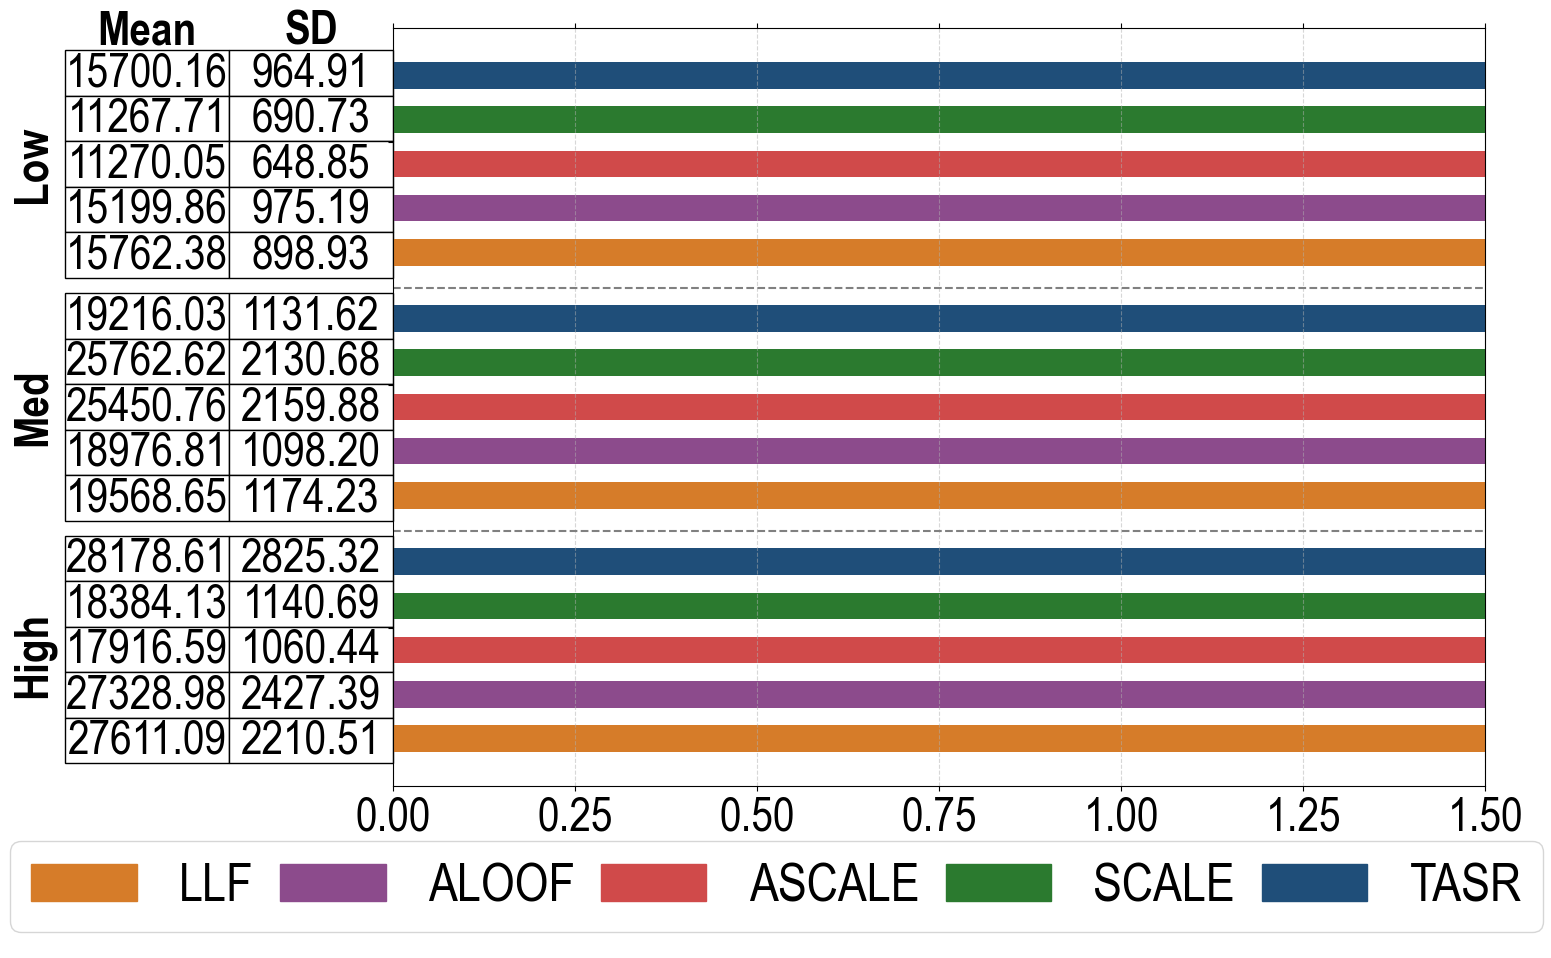 Mean SD
Low
15700.16 964.91
11267.71 690.73
11270.05 648.85
15199.86 975.19
15762.38 898.93
Med
19216.03 1131.62
25762.62 2130.68
25450.76 2159.88
18976.81 1098.20
19568.65 1174.23
High
28178.61 2825.32
18384.13 1140.69
17916.59 1060.44
27328.98 2427.39
27611.09 2210.51
0.00 0.25 0.50 0.75 1.00 1.25 1.50
LLF ALOOF ASCALE SCALE TASR